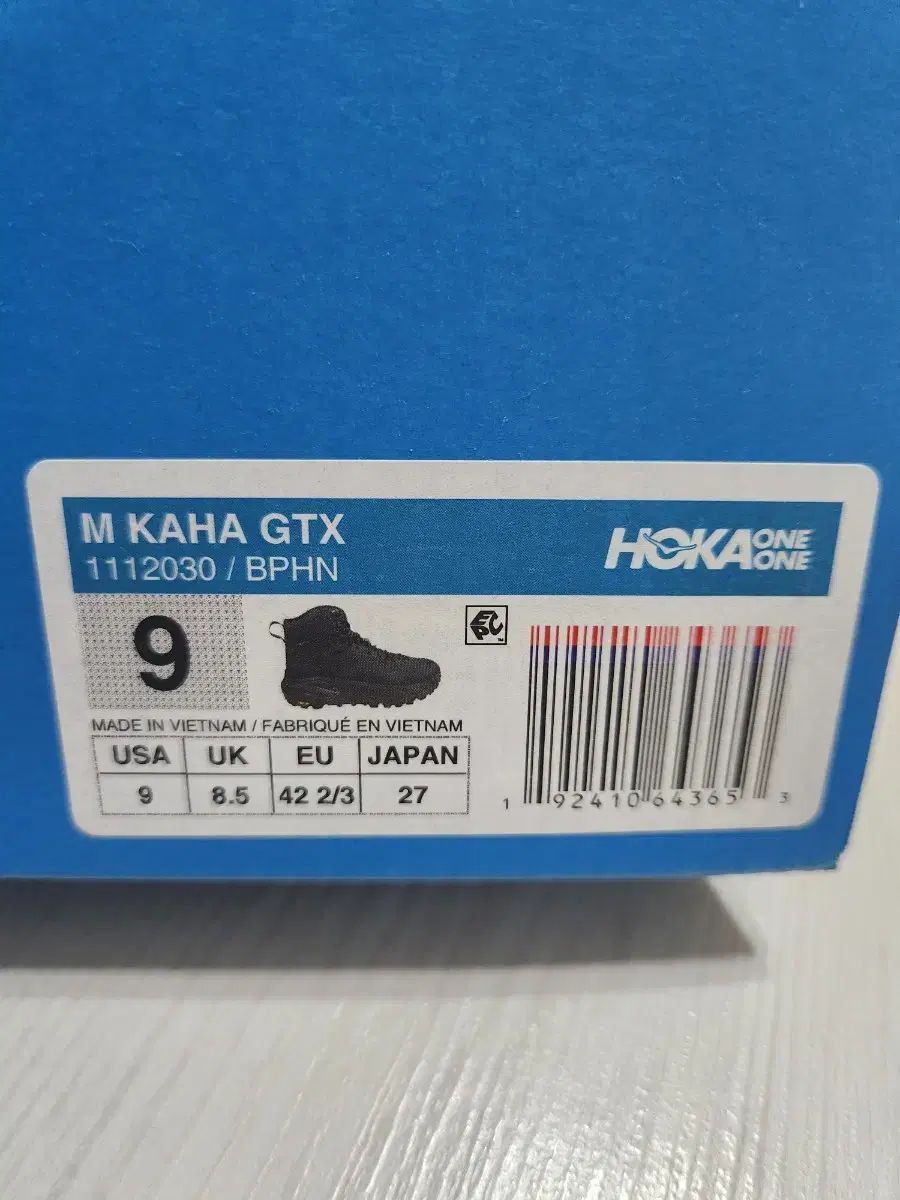 M KAHA GTX
1112030 / BPHN
HOKA ONE ONE
9
EPC™
MADE IN VIETNAM / FABRIQUÉ EN VIETNAM
USA UK EU JAPAN
9 8.5 42 2/3 27
1 92410 64365 3